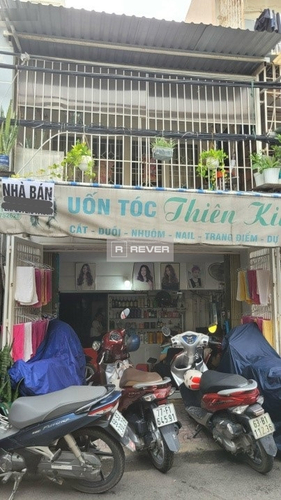 NHÀ BÁN
UỐN TÓC Thiên Ki
CẮT - DUỖI - NHUỘM - NAIL - TRANG ĐIỂM - DỰ
R REVER